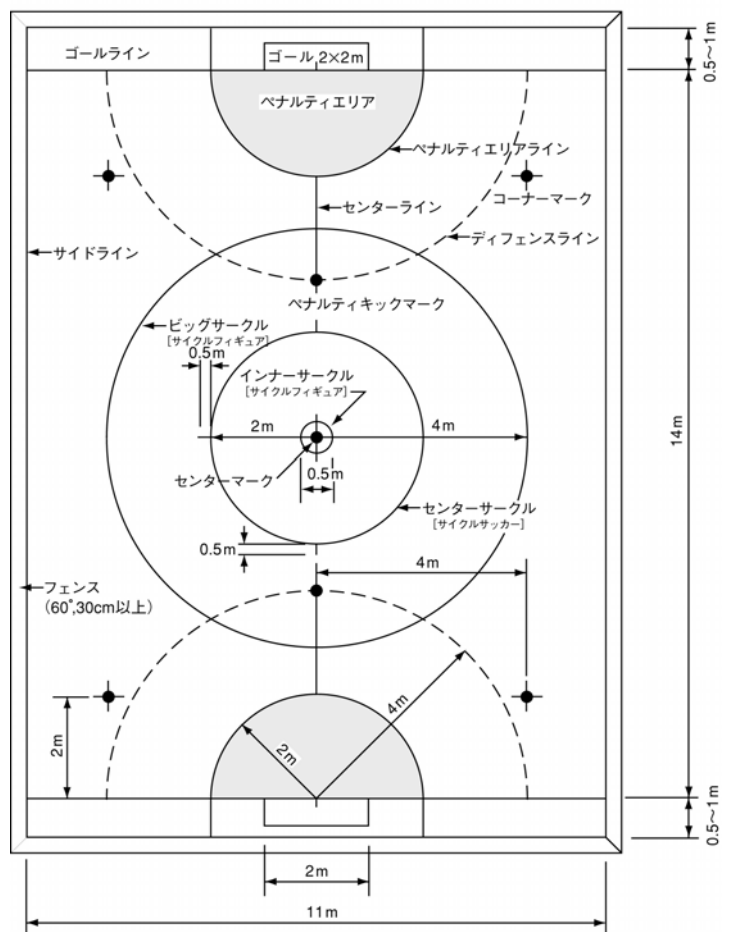 ゴールライン
ゴール 2×2m
0.5〜1m
ペナルティエリア
ペナルティエリアライン
コーナーマーク
センターライン
ディフェンスライン
サイドライン
ペナルティキックマーク
ビッグサークル
[サイクルフィギュア]
0.5m
インナーサークル
[サイクルフィギュア]
2m
4m
14m
センターマーク
0.5m
センターサークル
[サイクルサッカー]
0.5m
4m
フェンス
(60°,30cm以上)
4m
2m
2m
0.5〜1m
2m
11m